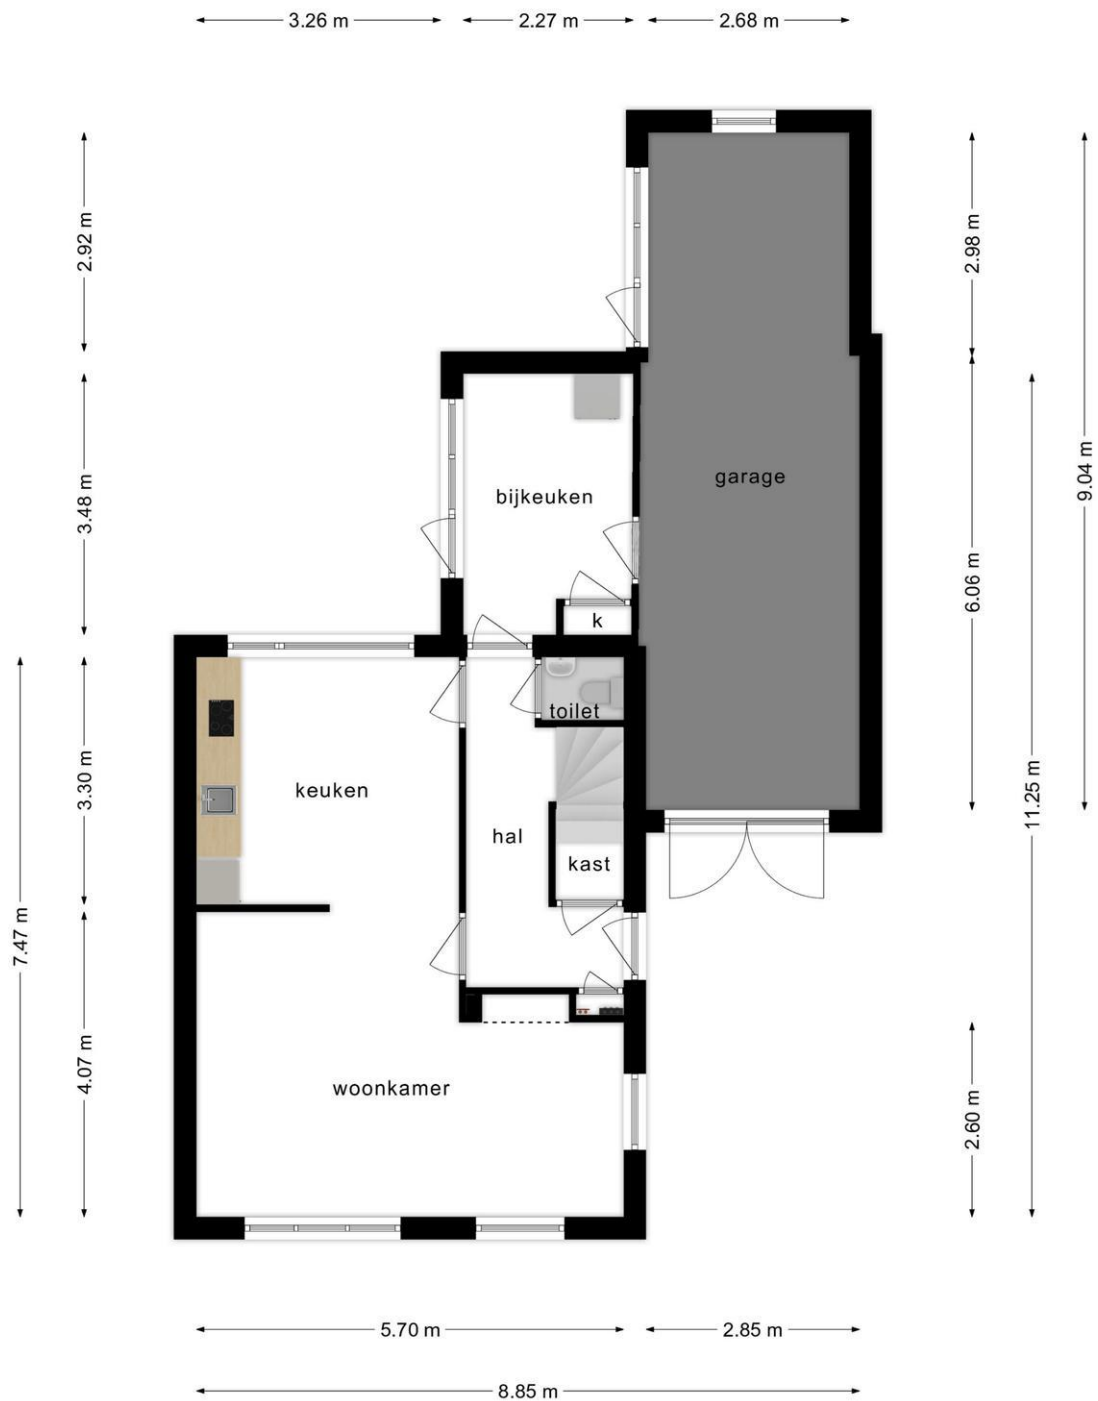 3.26 m
2.27 m
2.68 m
2.92 m
2.98 m
9.04 m
garage
bijkeuken
3.48 m
6.06 m
k
toilet
keuken
3.30 m
11.25 m
hal
kast
7.47 m
4.07 m
woonkamer
2.60 m
5.70 m
2.85 m
8.85 m